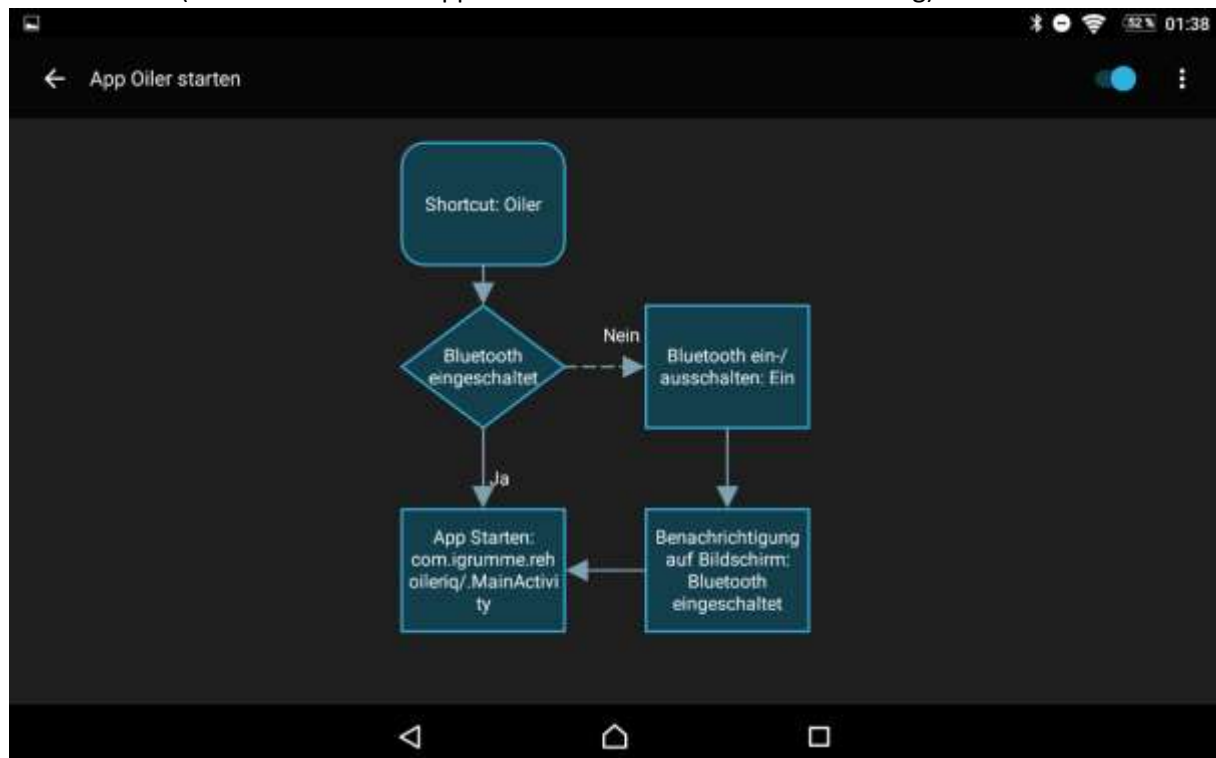 52% 01:38
App Oiler starten
Shortcut: Oiler
Bluetooth
eingeschaltet
Nein
Bluetooth ein-/
ausschalten: Ein
Ja
App Starten:
com.igrumme.reh
oileriq/.MainActivi
ty
Benachrichtigung
auf Bildschirm:
Bluetooth
eingeschaltet